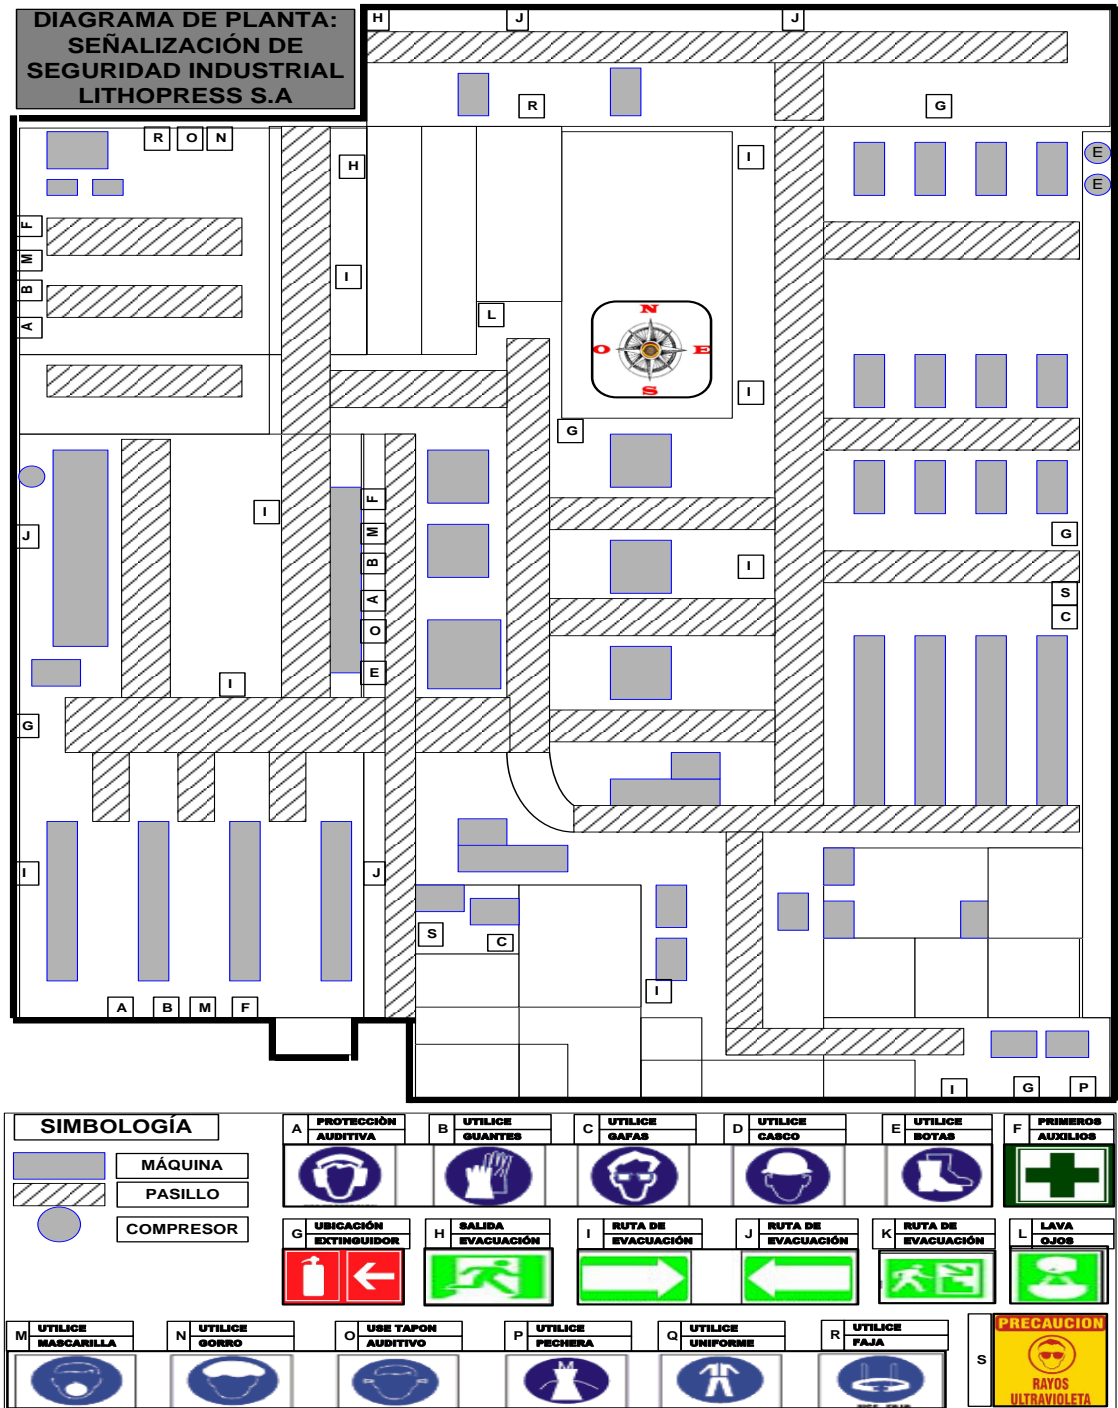 DIAGRAMA DE PLANTA:
SEÑALIZACIÓN DE
SEGURIDAD INDUSTRIAL
LITHOPRESS S.A
H J J
R G
R O N
H I E
E
F
M
I
B
L
A
N
O E
S
I
G
F
I
J M G
B I
A S
O C
E
I
G
I J
S C
I
A B M F
I G P
SIMBOLOGÍA
MÁQUINA
PASILLO
COMPRESOR
A PROTECCIÒN
AUDITIVA
B UTILICE
GUANTES
C UTILICE
GAFAS
D UTILICE
CASCO
E UTILICE
BOTAS
F PRIMEROS
AUXILIOS
G UBICACIÓN
EXTINGUIDOR
H SALIDA
EVACUACIÓN
I RUTA DE
EVACUACIÓN
J RUTA DE
EVACUACIÓN
K RUTA DE
EVACUACIÓN
L LAVA
OJOS
M UTILICE
MASCARILLA
N UTILICE
GORRO
O USE TAPON
AUDITIVO
P UTILICE
PECHERA
Q UTILICE
UNIFORME
R UTILICE
FAJA
S
PRECAUCION
RAYOS
ULTRAVIOLETA